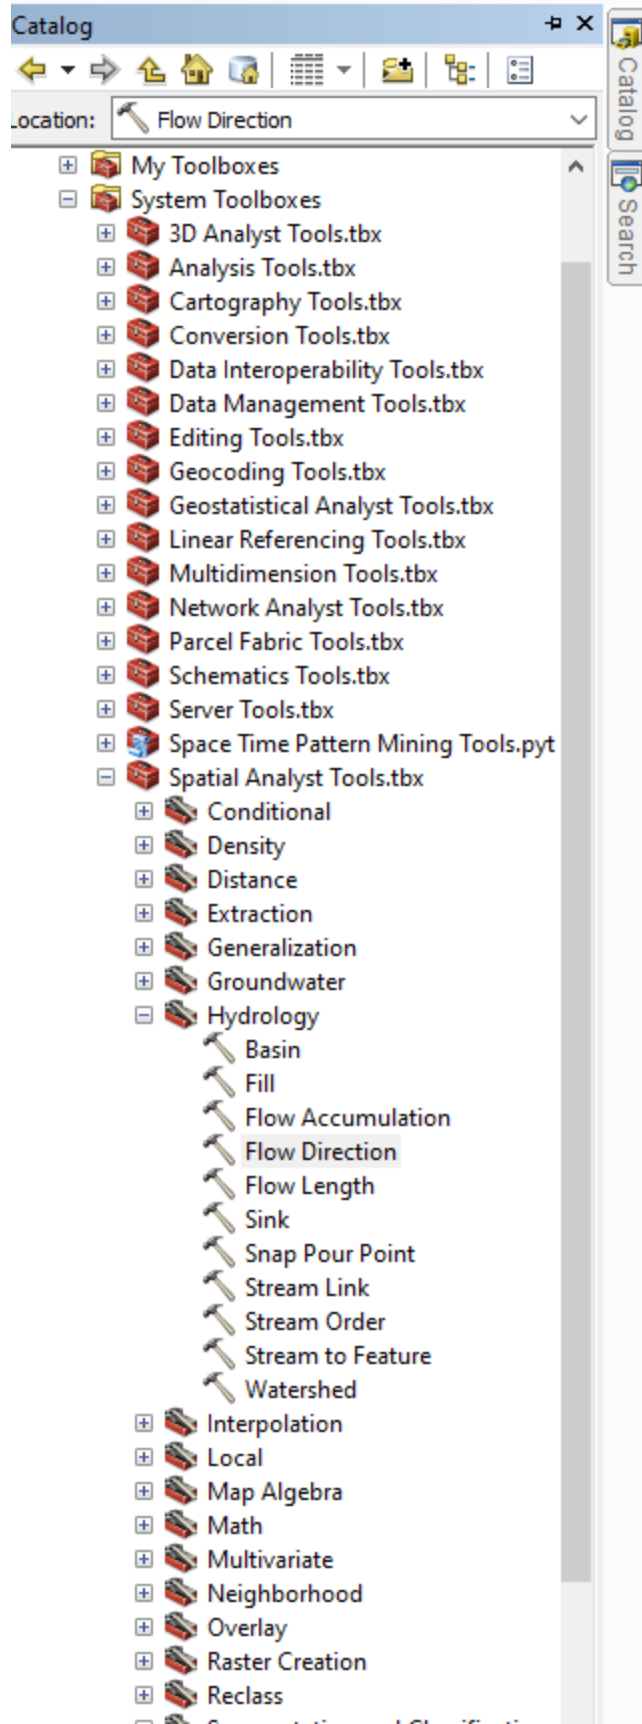 Catalog
Location: Flow Direction
My Toolboxes
System Toolboxes
3D Analyst Tools.tbx
Analysis Tools.tbx
Cartography Tools.tbx
Conversion Tools.tbx
Data Interoperability Tools.tbx
Data Management Tools.tbx
Editing Tools.tbx
Geocoding Tools.tbx
Geostatistical Analyst Tools.tbx
Linear Referencing Tools.tbx
Multidimension Tools.tbx
Network Analyst Tools.tbx
Parcel Fabric Tools.tbx
Schematics Tools.tbx
Server Tools.tbx
Space Time Pattern Mining Tools.pyt
Spatial Analyst Tools.tbx
Conditional
Density
Distance
Extraction
Generalization
Groundwater
Hydrology
Basin
Fill
Flow Accumulation
Flow Direction
Flow Length
Sink
Snap Pour Point
Stream Link
Stream Order
Stream to Feature
Watershed
Interpolation
Local
Map Algebra
Math
Multivariate
Neighborhood
Overlay
Raster Creation
Reclass
Catalog
Search